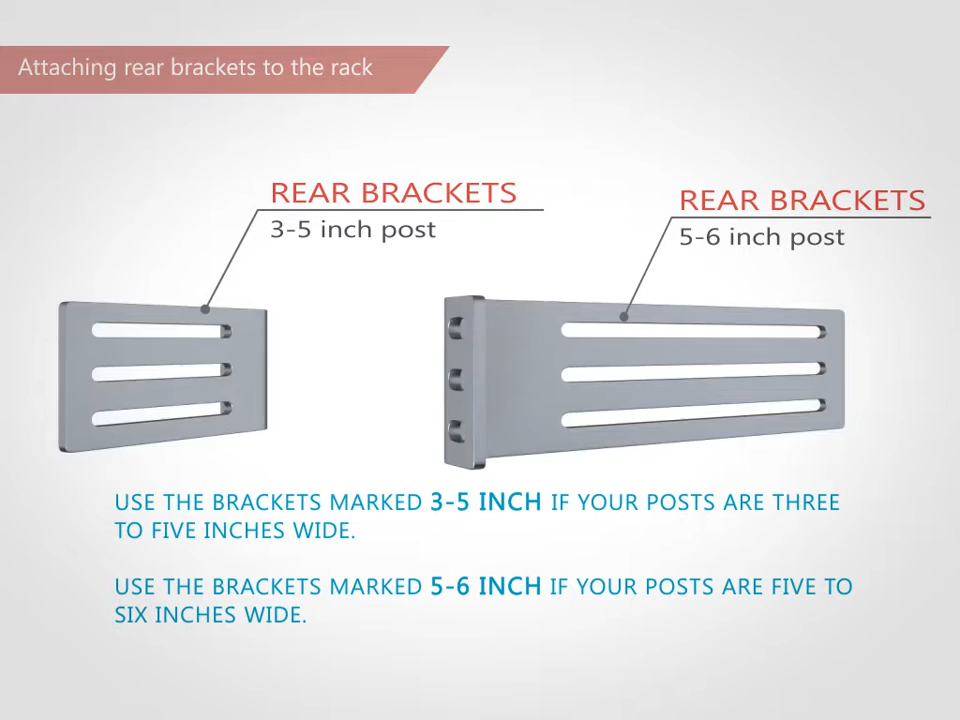 Attaching rear brackets to the rack
REAR BRACKETS
3-5 inch post
REAR BRACKETS
5-6 inch post
USE THE BRACKETS MARKED 3-5 INCH IF YOUR POSTS ARE THREE
TO FIVE INCHES WIDE.
USE THE BRACKETS MARKED 5-6 INCH IF YOUR POSTS ARE FIVE TO
SIX INCHES WIDE.